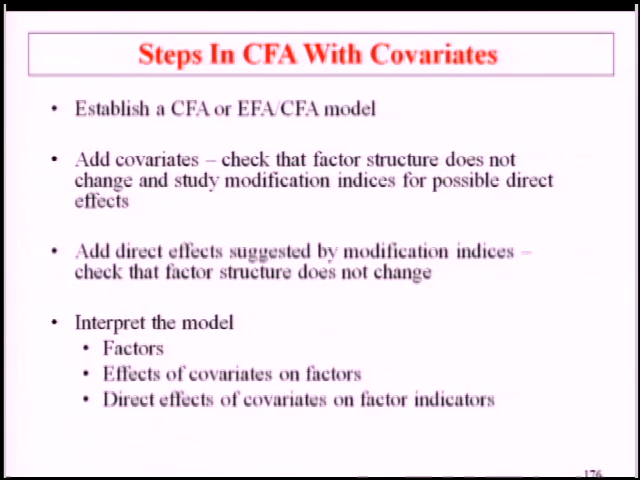 Steps In CFA With Covariates
• Establish a CFA or EFA/CFA model
• Add covariates – check that factor structure does not
change and study modification indices for possible direct
effects
• Add direct effects suggested by modification indices –
check that factor structure does not change
• Interpret the model
• Factors
• Effects of covariates on factors
• Direct effects of covariates on factor indicators
176